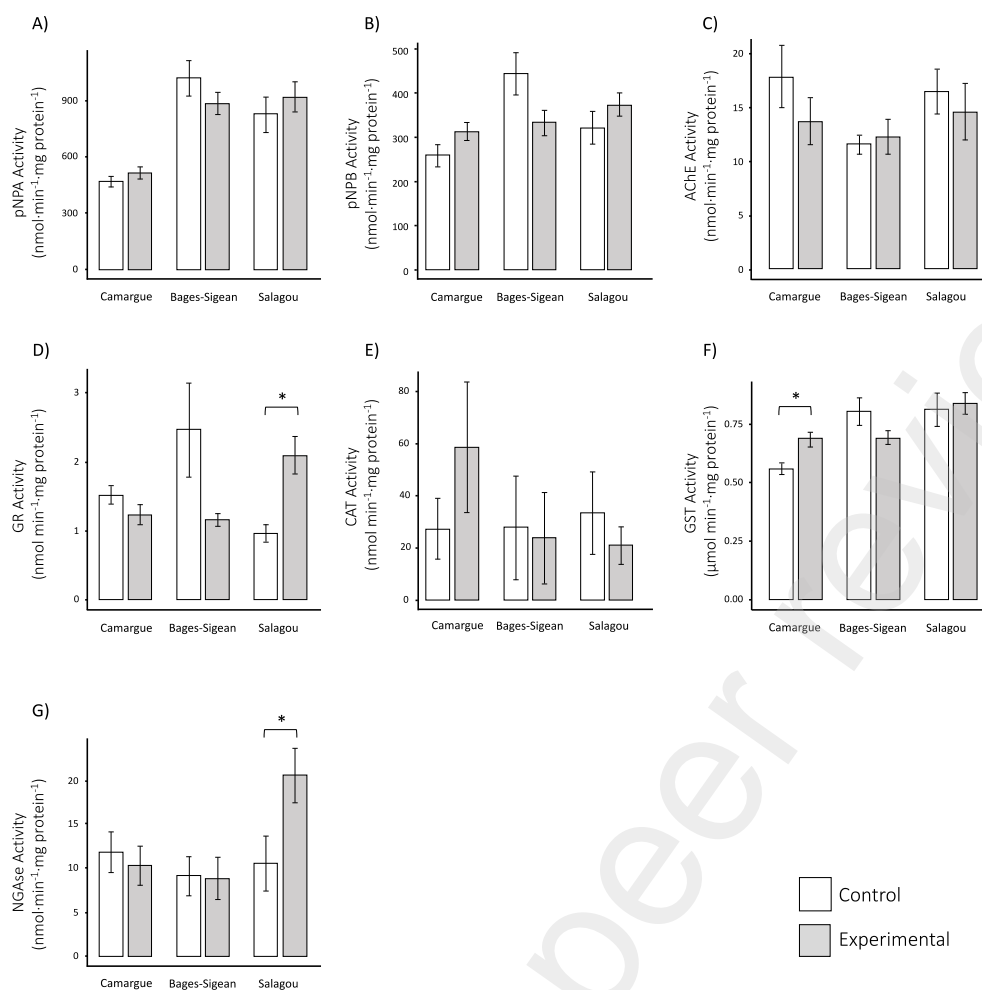 A)
pNPA Activity
(nmol·min⁻¹·mg protein⁻¹)
900
600
300
0
Camargue Bages-Sigean Salagou
B)
pNPB Activity
(nmol·min⁻¹·mg protein⁻¹)
500
400
300
200
100
0
Camargue Bages-Sigean Salagou
C)
AChE Activity
(nmol·min⁻¹·mg protein⁻¹)
20
15
10
5
0
Camargue Bages-Sigean Salagou
D)
GR Activity
(nmol min⁻¹·mg protein⁻¹)
3
2
1
0
*
Camargue Bages-Sigean Salagou
E)
CAT Activity
(nmol min⁻¹·mg protein⁻¹)
80
60
40
20
0
Camargue Bages-Sigean Salagou
F)
GST Activity
(µmol min⁻¹·mg protein⁻¹)
0.75
0.50
0.25
0.00
*
Camargue Bages-Sigean Salagou
G)
NGAse Activity
(nmol·min⁻¹·mg protein⁻¹)
20
15
10
5
0
*
Camargue Bages-Sigean Salagou
Control
Experimental
peer review